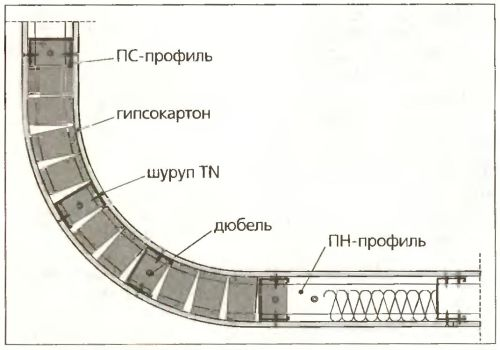 ПС-профиль
гипсокартон
шуруп TN
дюбель
ПН-профиль